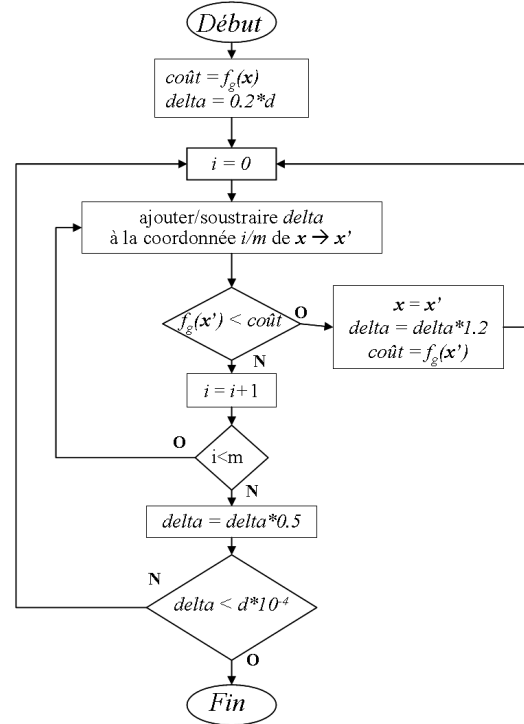 Début
coût = f_g(x)
delta = 0.2*d
i = 0
ajouter/soustraire delta
à la coordonnée i/m de x → x'
f_g(x') < coût
O
x = x'
delta = delta*1.2
coût = f_g(x')
N
i = i+1
O
i<m
N
delta = delta*0.5
N
delta < d*10^-4
O
Fin